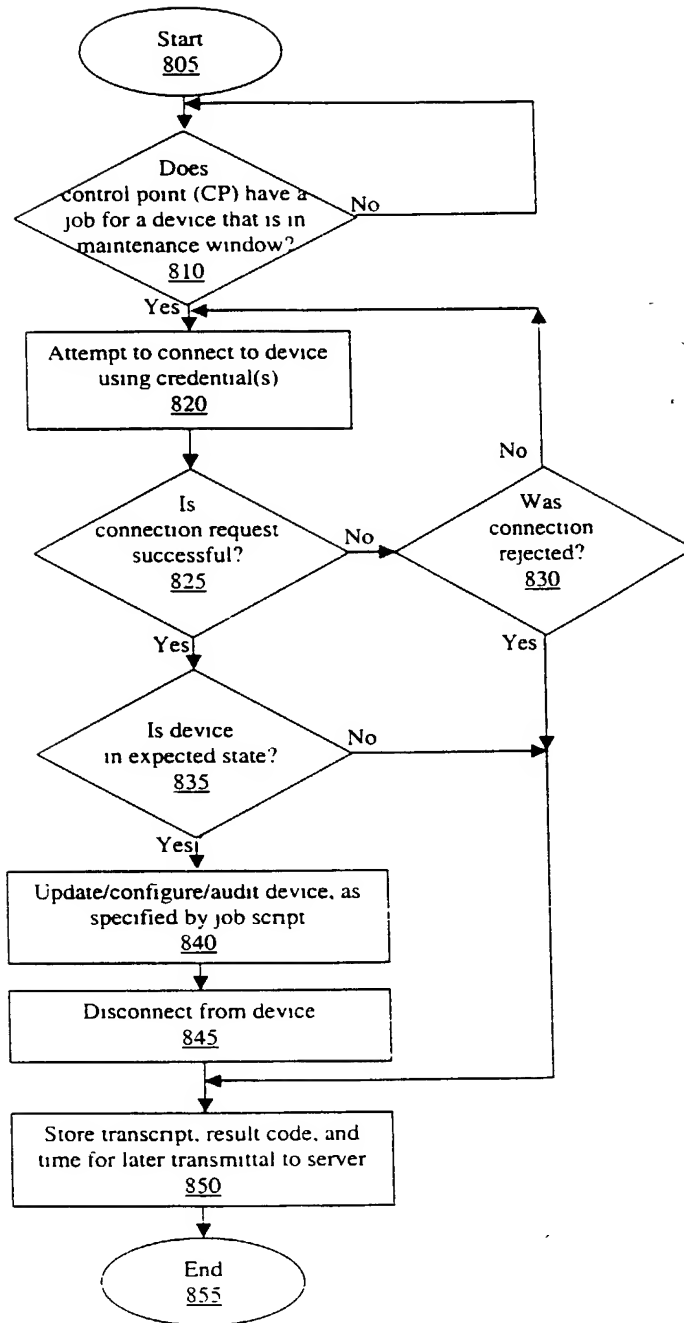 Start
805
Does
control point (CP) have a
job for a device that is in
maintenance window?
810
No
Yes
Attempt to connect to device
using credential(s)
820
Is
connection request
successful?
825
No
Was
connection
rejected?
830
No
Yes
Yes
Is device
in expected state?
835
No
Yes
Update/configure/audit device, as
specified by job script
840
Disconnect from device
845
Store transcript, result code, and
time for later transmittal to server
850
End
855